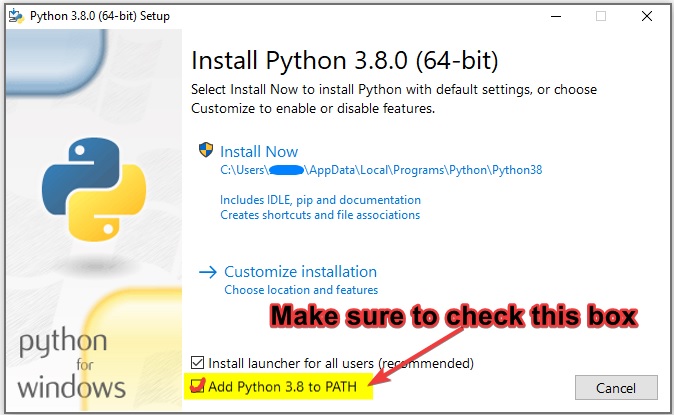 Python 3.8.0 (64-bit) Setup
Install Python 3.8.0 (64-bit)
Select Install Now to install Python with default settings, or choose
Customize to enable or disable features.
Install Now
C:\Users\ \AppData\Local\Programs\Python\Python38
Includes IDLE, pip and documentation
Creates shortcuts and file associations
Customize installation
Choose location and features
Make sure to check this box
Install launcher for all users (recommended)
Add Python 3.8 to PATH
python
for
windows
Cancel